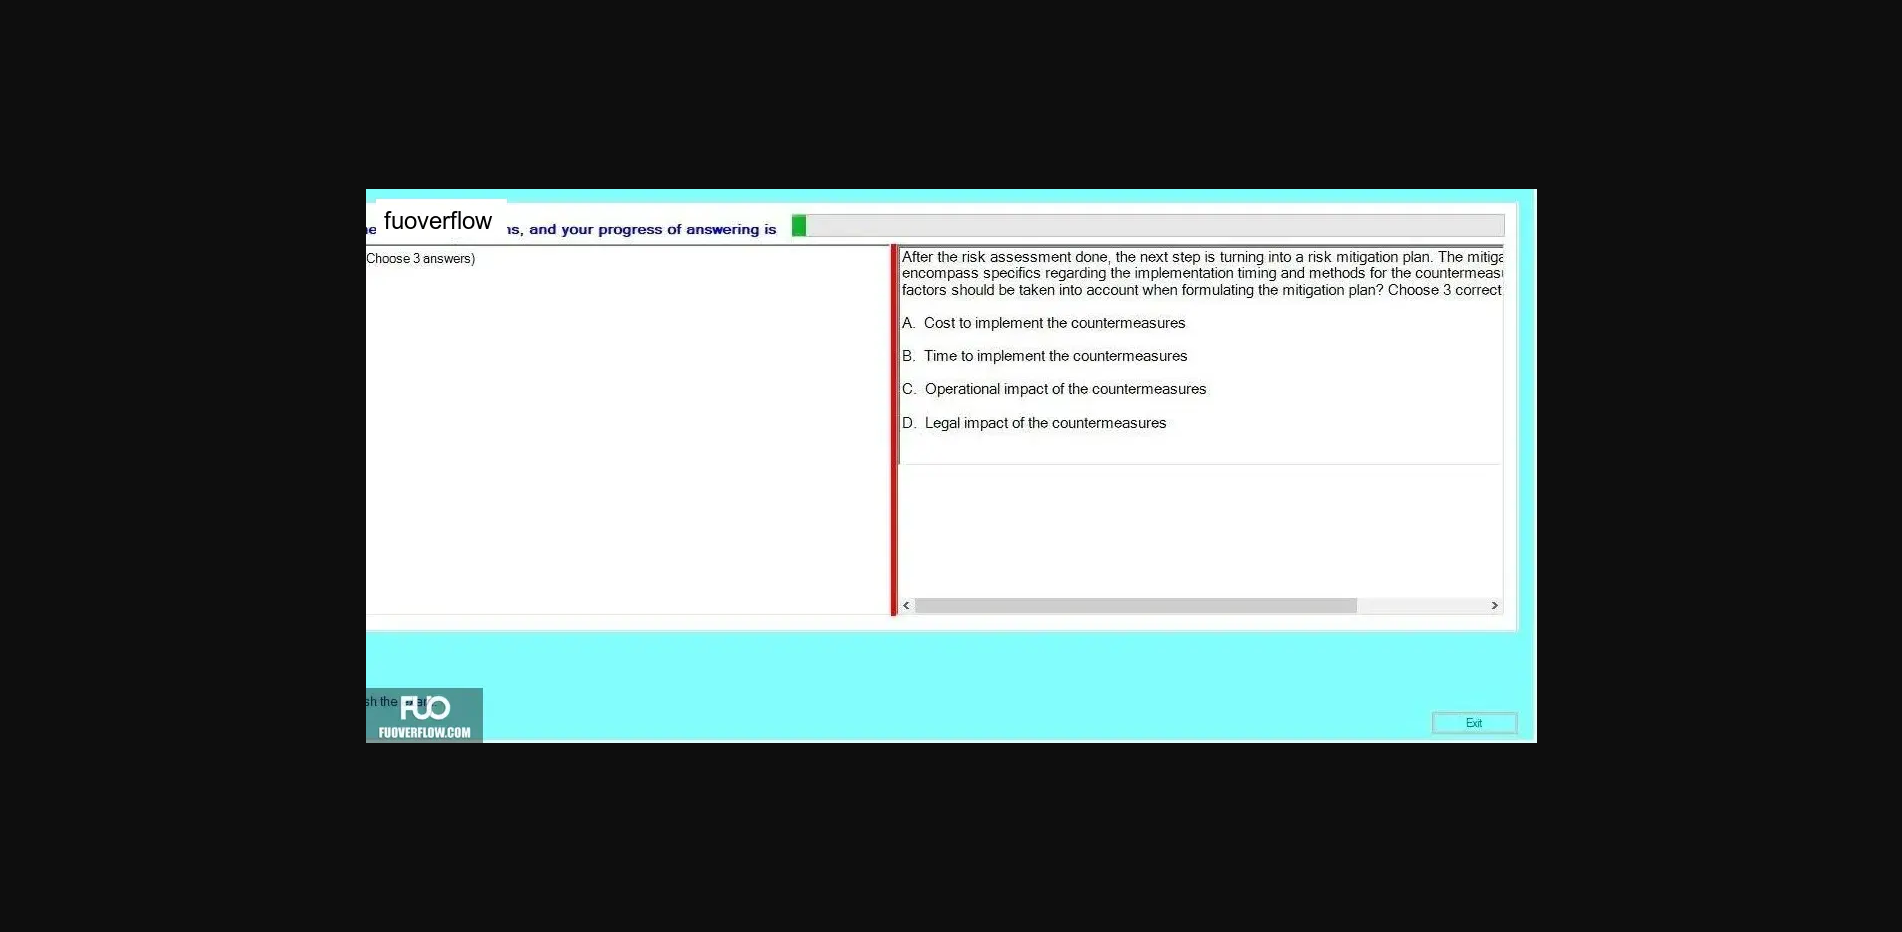 fuoverflow
ns, and your progress of answering is
Choose 3 answers)
After the risk assessment done, the next step is turning into a risk mitigation plan. The mitiga
encompass specifics regarding the implementation timing and methods for the countermeasu
factors should be taken into account when formulating the mitigation plan? Choose 3 correct
A. Cost to implement the countermeasures
B. Time to implement the countermeasures
C. Operational impact of the countermeasures
D. Legal impact of the countermeasures
sh the
FUO
FUOVERFLOW.COM
Exit